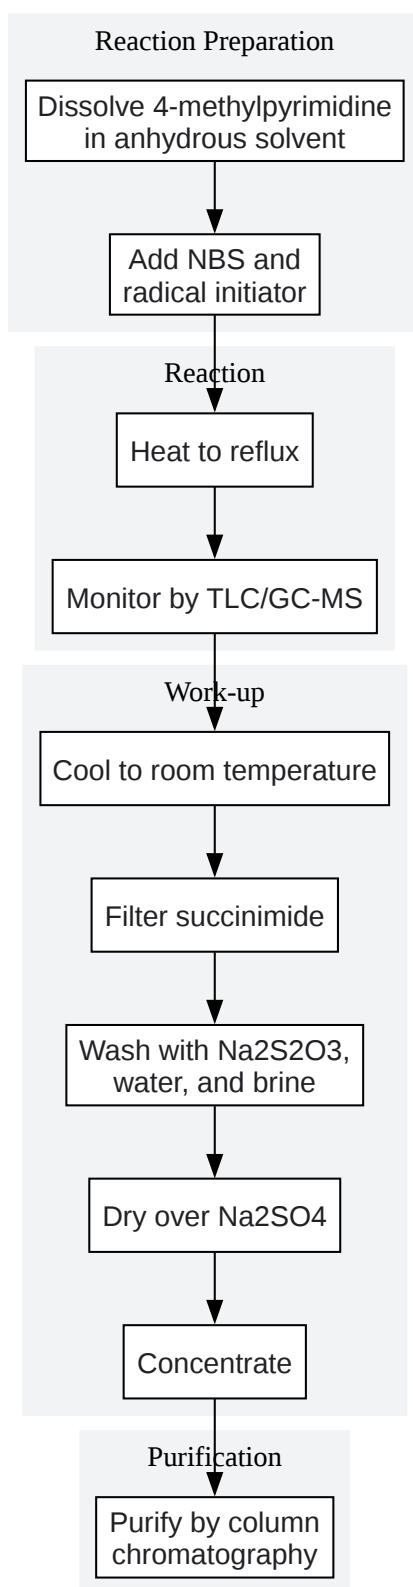 Reaction Preparation
Dissolve 4-methylpyrimidine
in anhydrous solvent
Add NBS and
radical initiator
Reaction
Heat to reflux
Monitor by TLC/GC-MS
Work-up
Cool to room temperature
Filter succinimide
Wash with Na2S2O3,
water, and brine
Dry over Na2SO4
Concentrate
Purification
Purify by column
chromatography